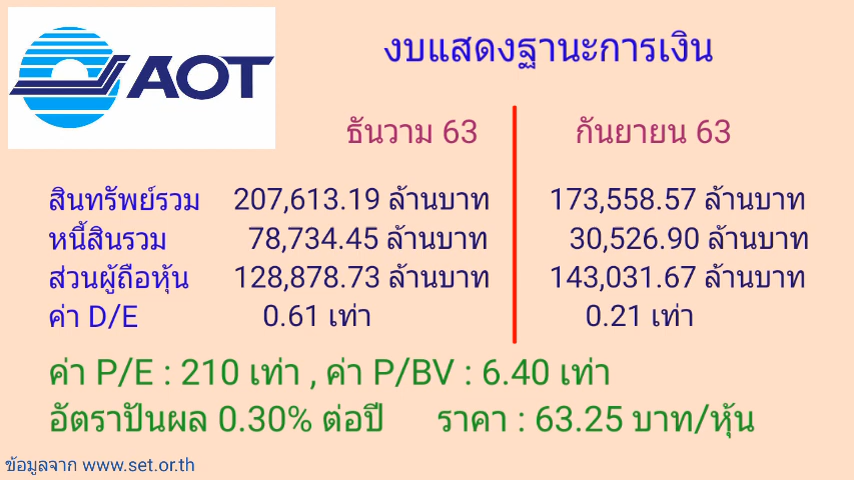 AOT
งบแสดงฐานะการเงิน
ธันวาม 63 กันยายน 63
สินทรัพย์รวม 207,613.19 ล้านบาท 173,558.57 ล้านบาท
หนี้สินรวม 78,734.45 ล้านบาท 30,526.90 ล้านบาท
ส่วนผู้ถือหุ้น 128,878.73 ล้านบาท 143,031.67 ล้านบาท
ค่า D/E 0.61 เท่า 0.21 เท่า
ค่า P/E : 210 เท่า , ค่า P/BV : 6.40 เท่า
อัตราปันผล 0.30% ต่อปี ราคา : 63.25 บาท/หุ้น
ข้อมูลจาก www.set.or.th